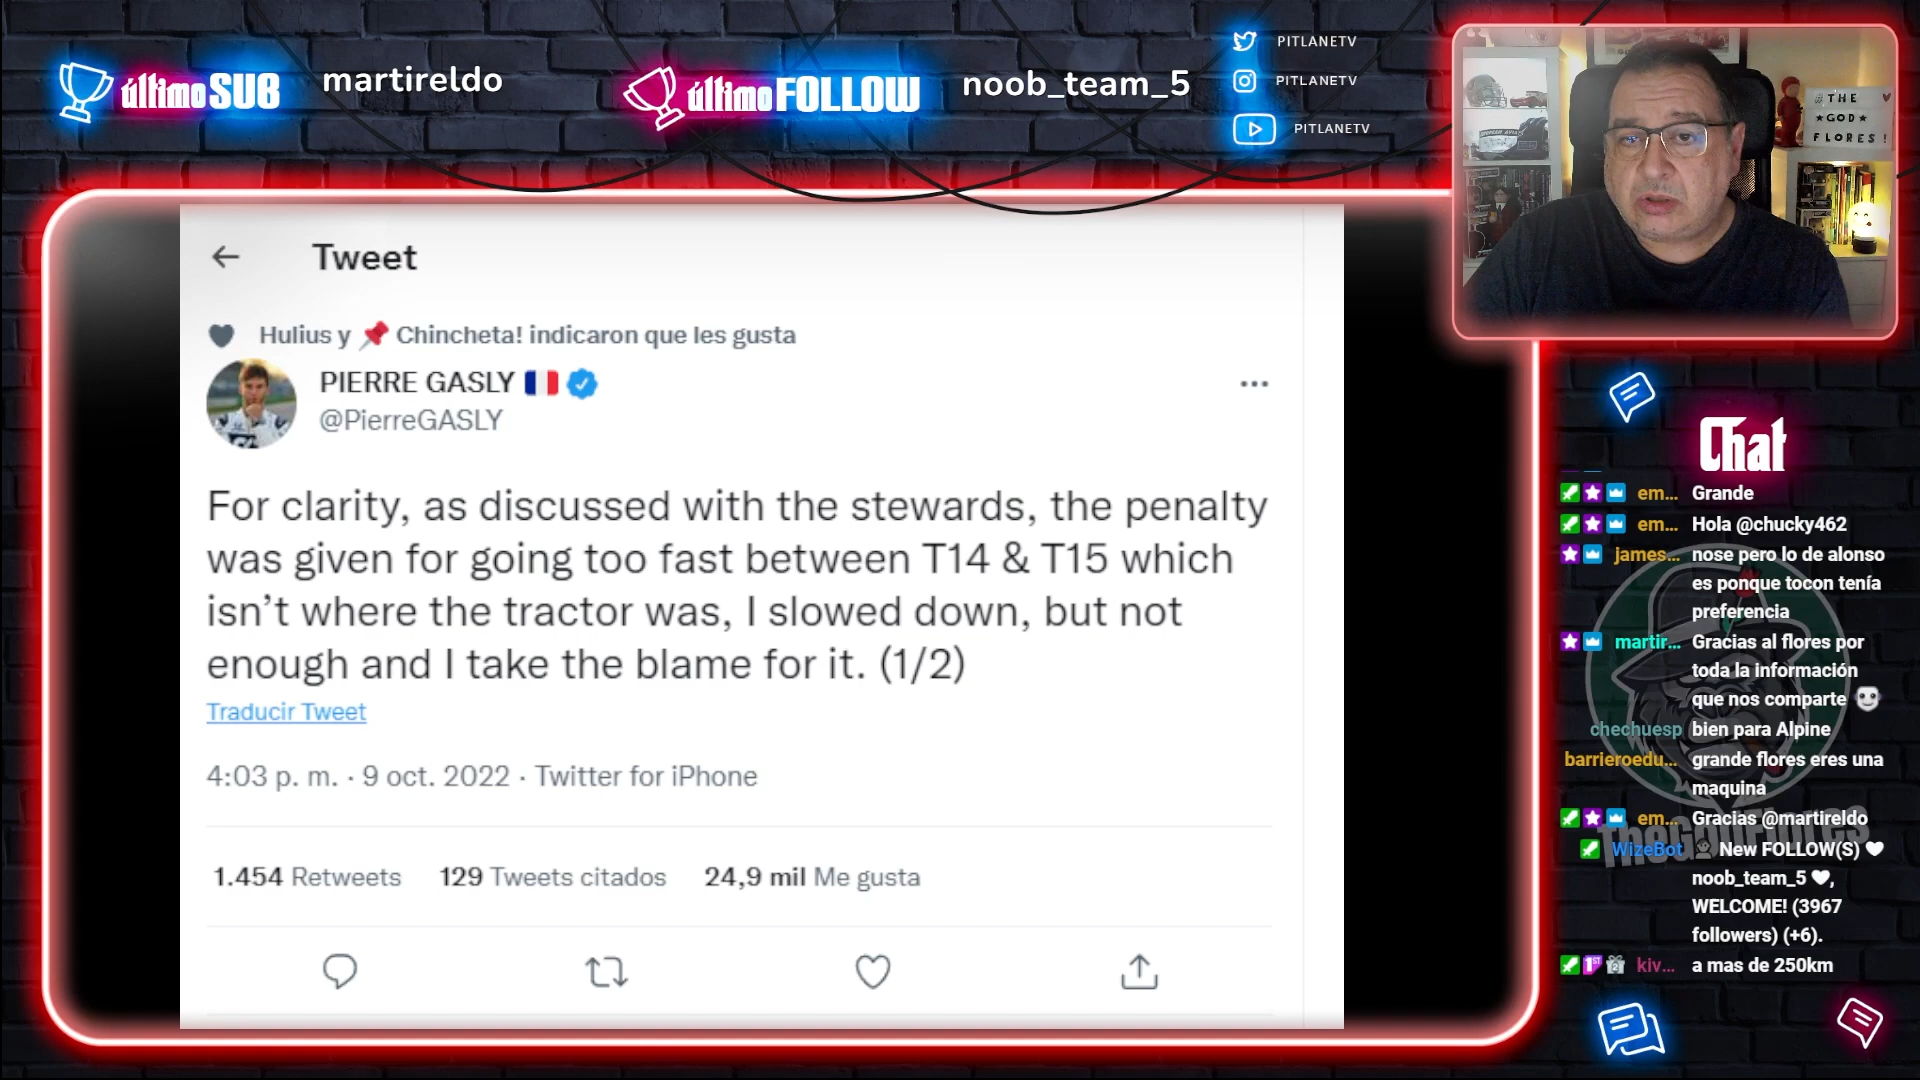 últimoSUB martireldo
últimoFOLLOW noob_team_5
PITLANETV
PITLANETV
PITLANETV
#THE
★GOD★
FLORES!
← Tweet
Hulius y 📌 Chincheta! indicaron que les gusta
PIERRE GASLY 🇫🇷
@PierreGASLY
For clarity, as discussed with the stewards, the penalty
was given for going too fast between T14 & T15 which
isn’t where the tractor was, I slowed down, but not
enough and I take the blame for it. (1/2)
Traducir Tweet
4:03 p. m. · 9 oct. 2022 · Twitter for iPhone
1.454 Retweets 129 Tweets citados 24,9 mil Me gusta
Chat
em... Grande
em... Hola @chucky462
james... nose pero lo de alonso
es ponque tocon tenía
preferencia
martir... Gracias al flores por
toda la información
que nos comparte
chechuesp bien para Alpine
barrieroedu... grande flores eres una
maquina
em... Gracias @martireldo
WizeBot New FOLLOW(S) ♥
noob_team_5 ♥,
WELCOME! (3967
followers) (+6).
kiv... a mas de 250km
TheGodFlores